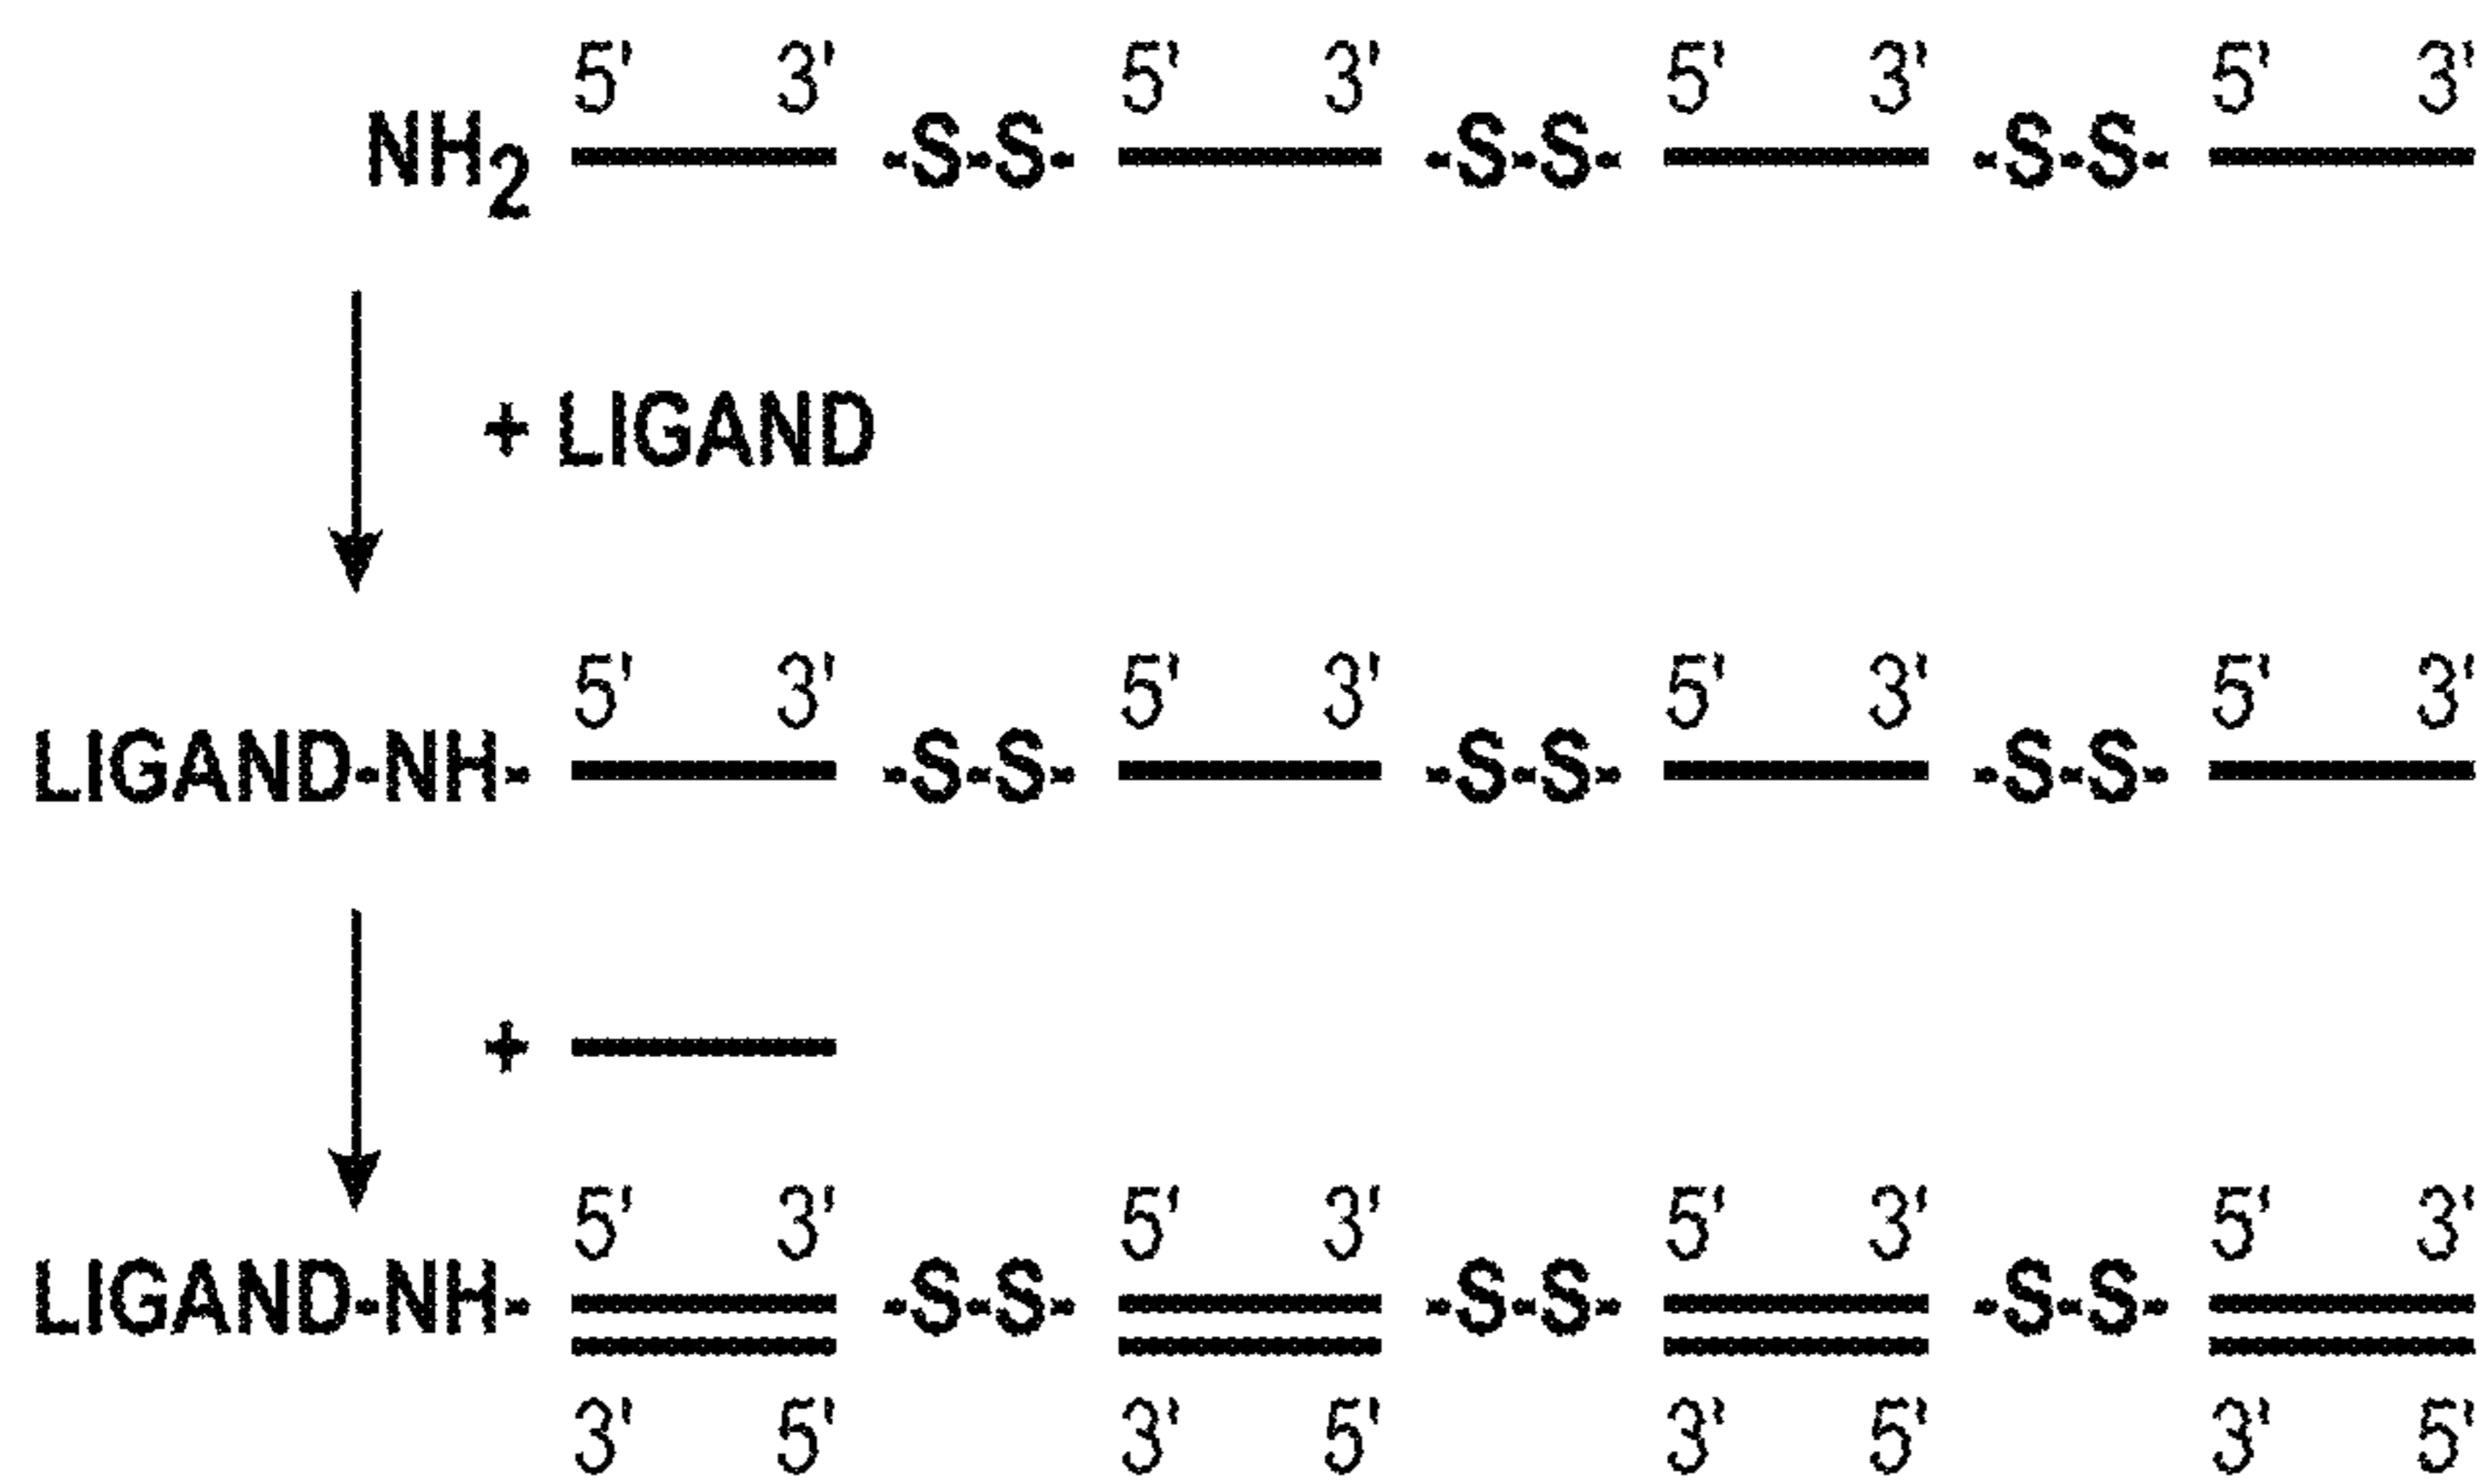 5' 3' 5' 3' 5' 3' 5' 3'
NH2 -S-S- -S-S- -S-S-
+ LIGAND
5' 3' 5' 3' 5' 3' 5' 3'
LIGAND-NH- -S-S- -S-S- -S-S-
+
5' 3' 5' 3' 5' 3' 5' 3'
LIGAND-NH- -S-S- -S-S- -S-S-
3' 5' 3' 5' 3' 5' 3' 5'